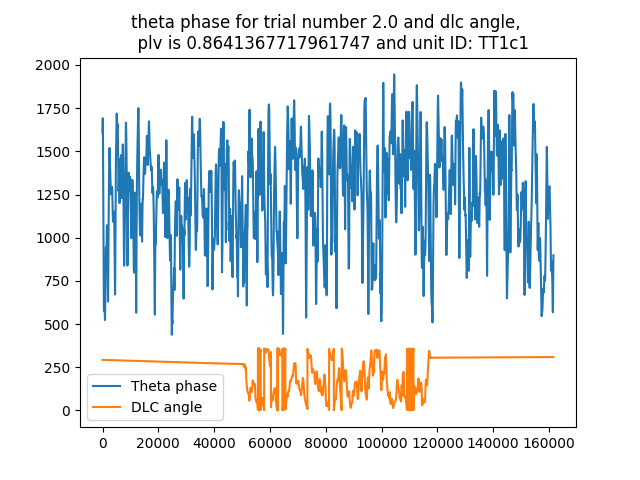 theta phase for trial number 2.0 and dlc angle,
plv is 0.8641367717961747 and unit ID: TT1c1
2000
1750
1500
1250
1000
750
500
250
0
Theta phase
DLC angle
0 20000 40000 60000 80000 100000 120000 140000 160000